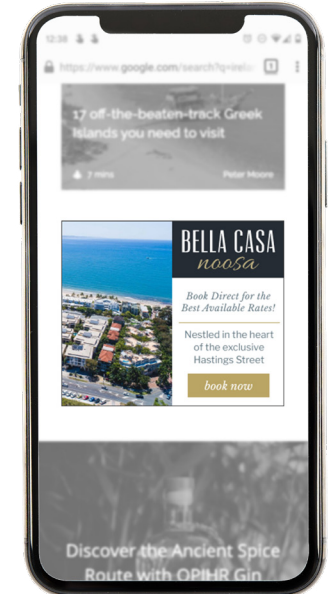 12:38
https://www.google.com/search?q=irela
1
17 off-the-beaten-track Greek
Islands you need to visit
7 mins
Peter Moore
BELLA CASA
noosa
Book Direct for the
Best Available Rates!
Nestled in the heart
of the exclusive
Hastings Street
book now
Discover the Ancient Spice
Route with OPIHR Gin